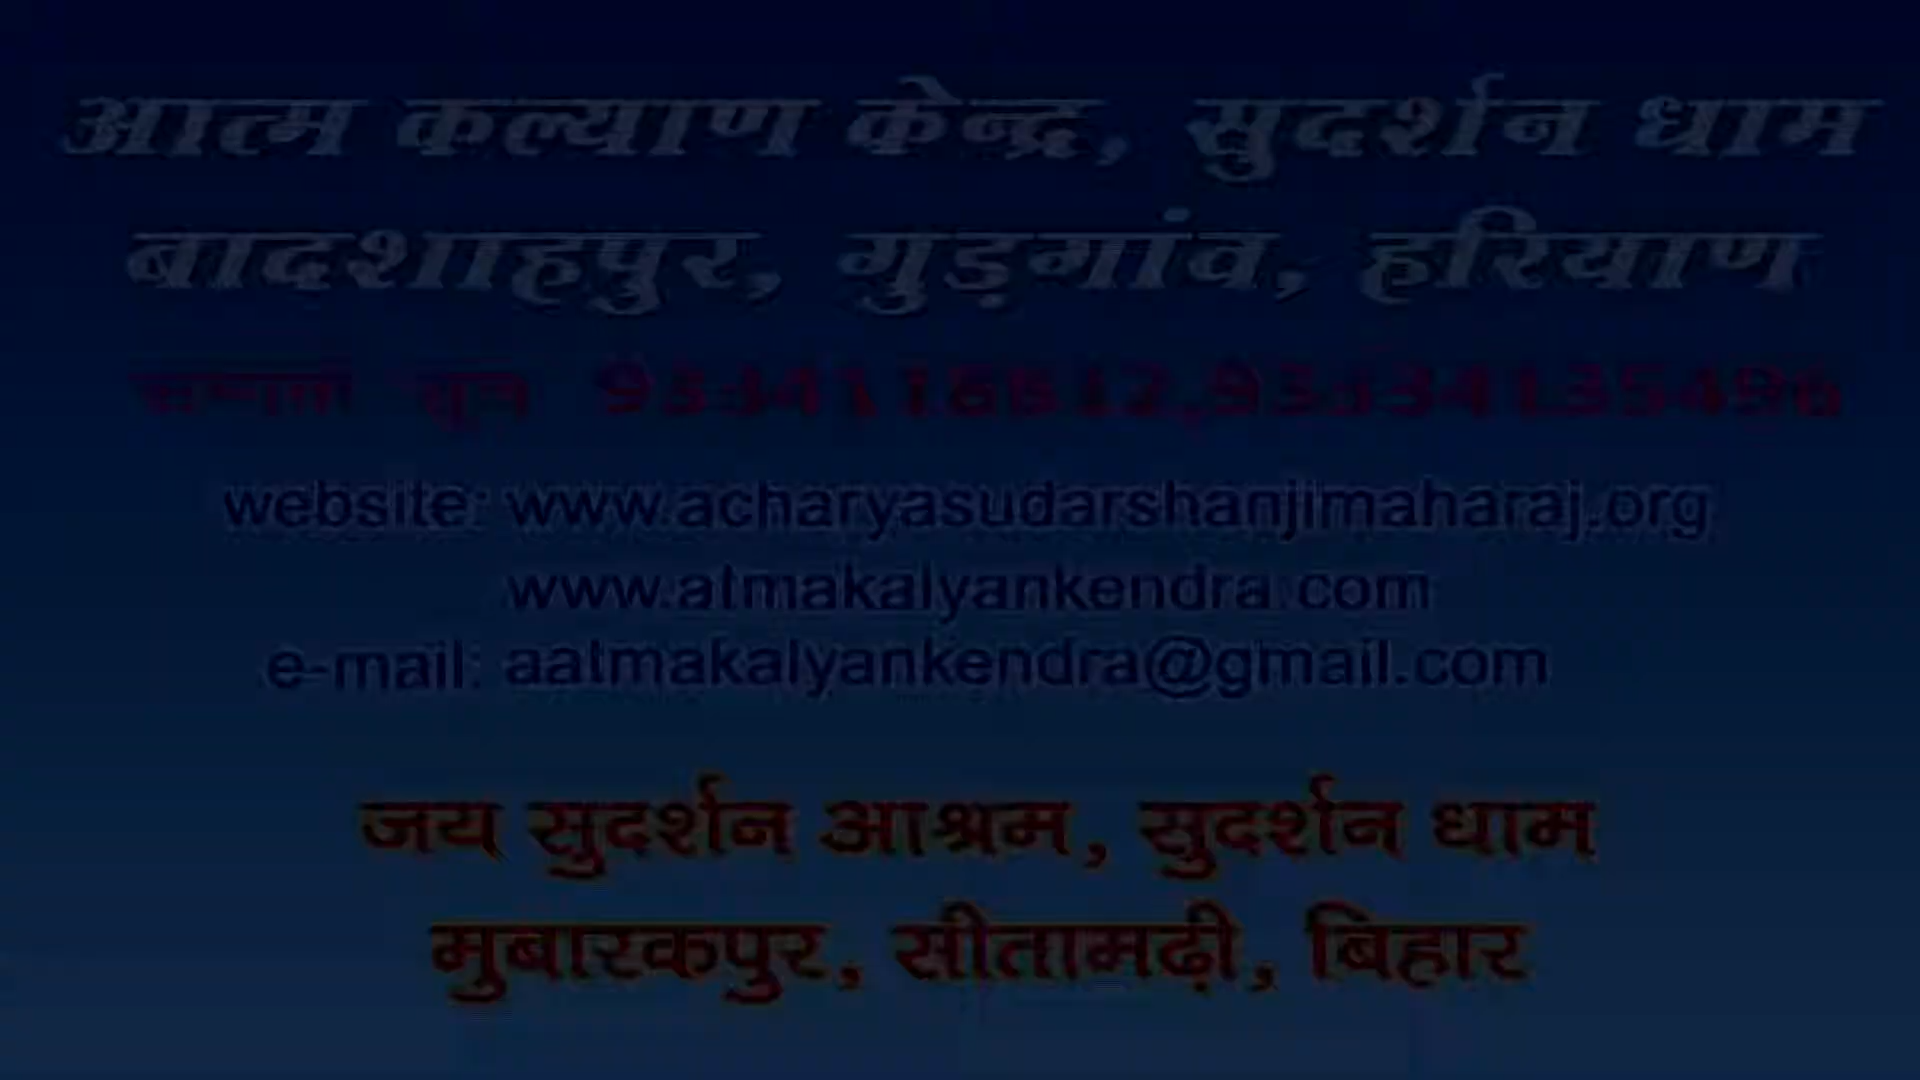 आत्म कल्याण केन्द्र, सुदर्शन धाम
बादशाहपुर, गुड़गांव, हरियाण
सूत्र
website: www.acharyasudarshanjimaharaj.org
www.atmakalyankendra.com
e-mail: aatmakalyankendra@gmail.com
जय सुदर्शन आश्रम, सुदर्शन धाम
मुबारकपुर, सीतामढ़ी, बिहार